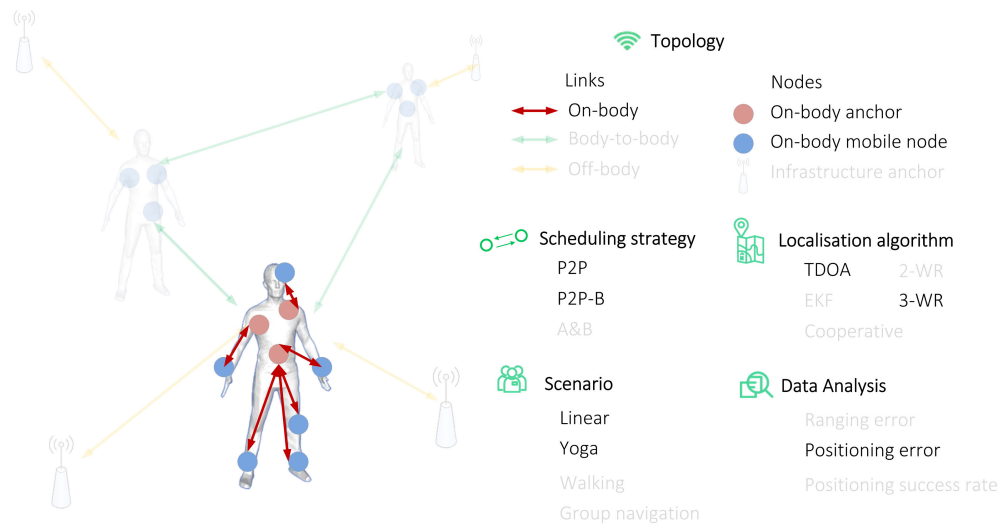 Topology
Links
On-body
Body-to-body
Off-body
Nodes
On-body anchor
On-body mobile node
Infrastructure anchor
Scheduling strategy
P2P
P2P-B
A&B
Localisation algorithm
TDOA 2-WR
EKF 3-WR
Cooperative
Scenario
Linear
Yoga
Walking
Group navigation
Data Analysis
Ranging error
Positioning error
Positioning success rate